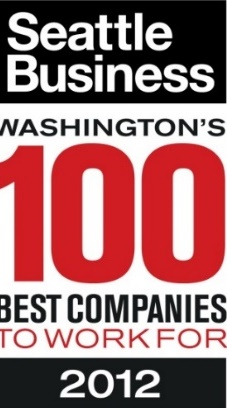 Seattle
Business
WASHINGTON'S
100
BEST COMPANIES
TO WORK FOR
2012